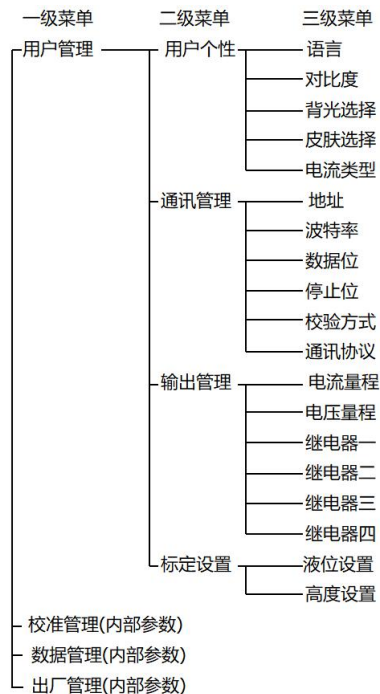 一级菜单 二级菜单 三级菜单
用户管理 用户个性 语言
对比度
背光选择
皮肤选择
电流类型
通讯管理 地址
波特率
数据位
停止位
校验方式
通讯协议
输出管理 电流量程
电压量程
继电器一
继电器二
继电器三
继电器四
标定设置 液位设置
高度设置
校准管理(内部参数)
数据管理(内部参数)
出厂管理(内部参数)